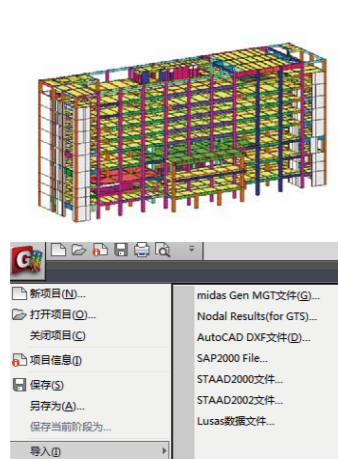 新项目(N)...
打开项目(O)...
关闭项目(C)
项目信息(I)
保存(S)
另存为(A)...
保存当前阶段为...
导入(I)
midas Gen MGT文件(G)...
Nodal Results(for GTS)...
AutoCAD DXF文件(D)...
SAP2000 File...
STAAD2000文件...
STAAD2002文件...
Lusas数据文件...